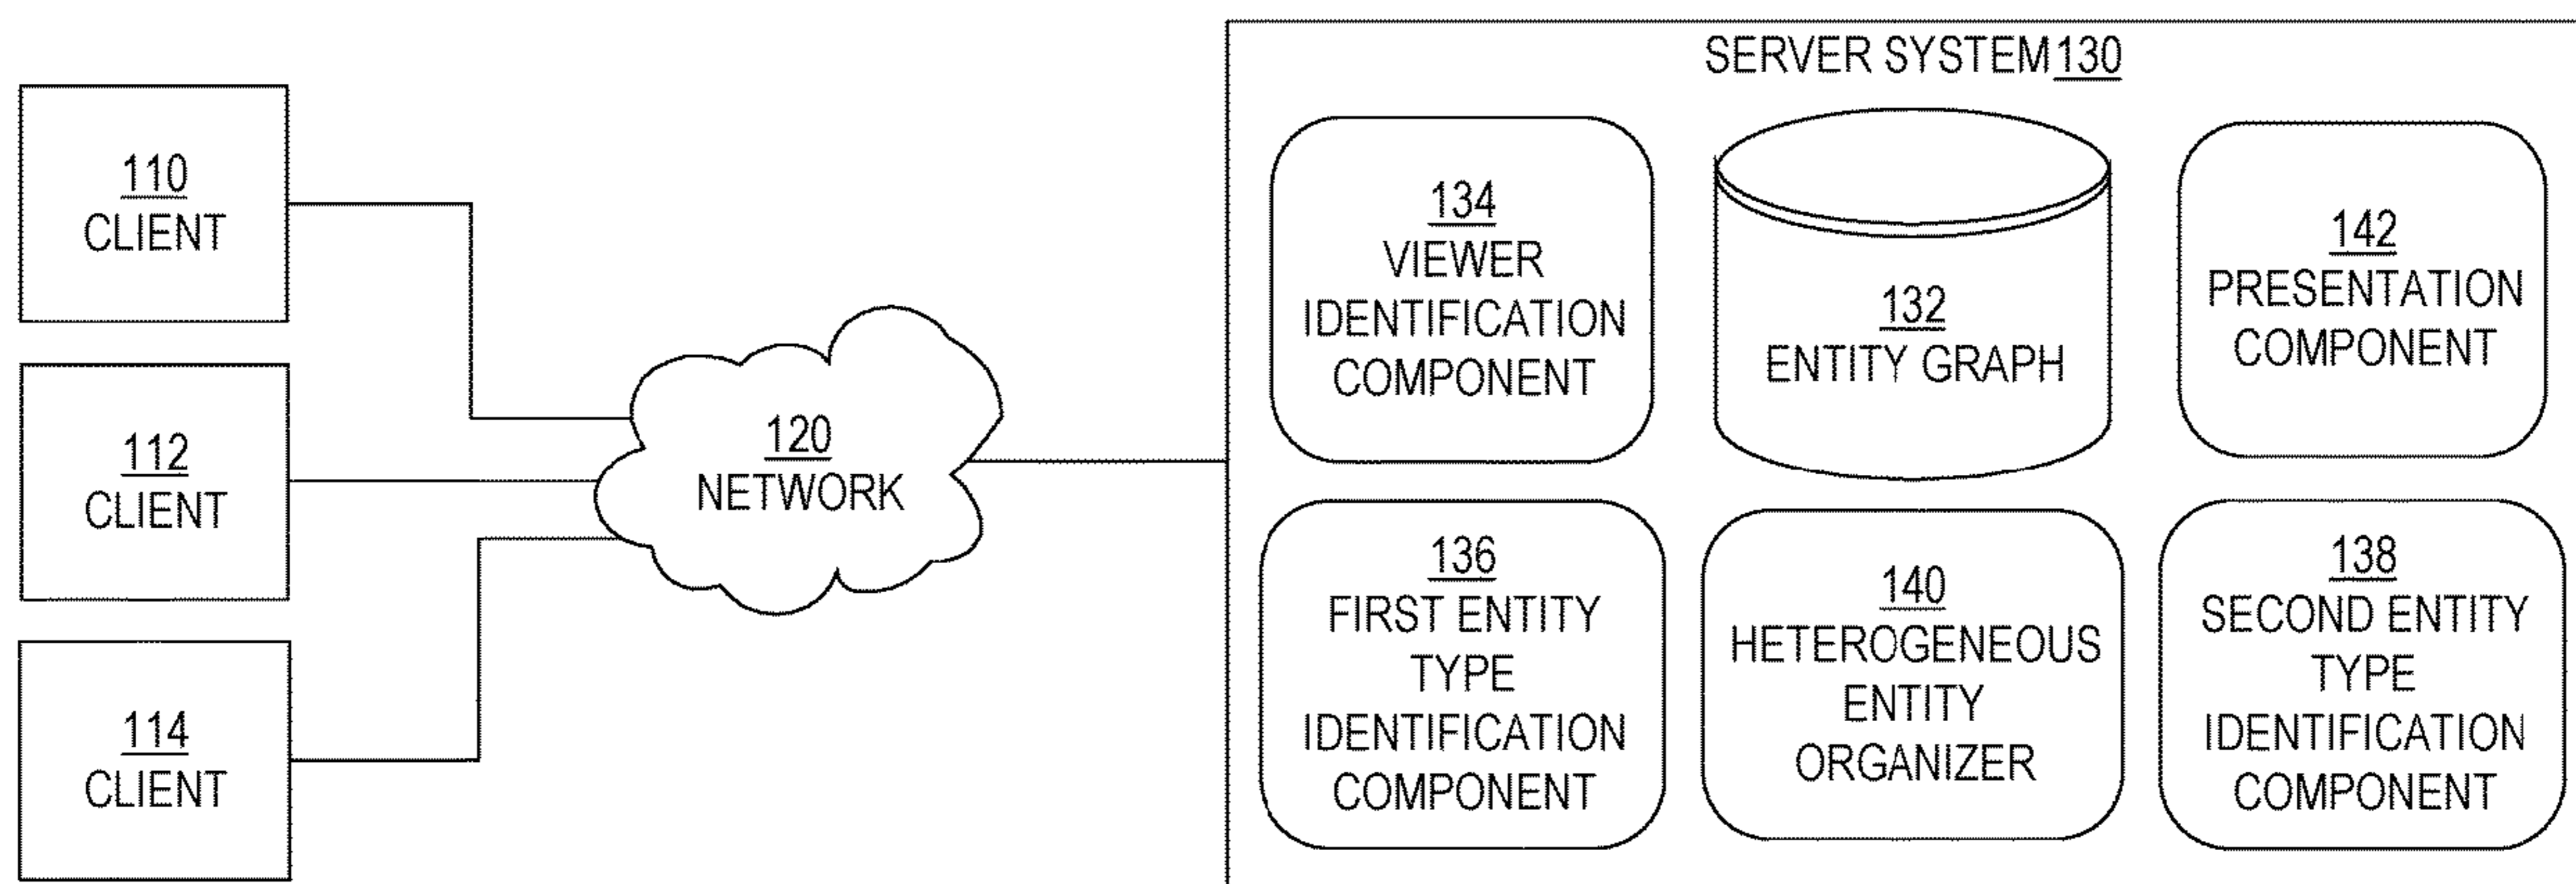 110
CLIENT
112
CLIENT
114
CLIENT
120
NETWORK
SERVER SYSTEM 130
134
VIEWER
IDENTIFICATION
COMPONENT
132
ENTITY GRAPH
142
PRESENTATION
COMPONENT
136
FIRST ENTITY
TYPE
IDENTIFICATION
COMPONENT
140
HETEROGENEOUS
ENTITY
ORGANIZER
138
SECOND ENTITY
TYPE
IDENTIFICATION
COMPONENT